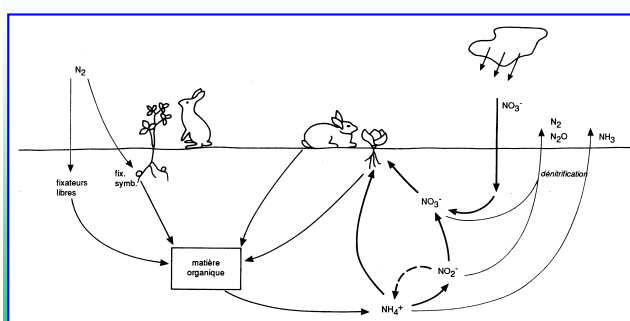 N2
fixateurs
libres
fix.
symb.
matière
organique
NO3-
N2
N2O
NH3
dénitrification
NO3-
NO2-
NH4+